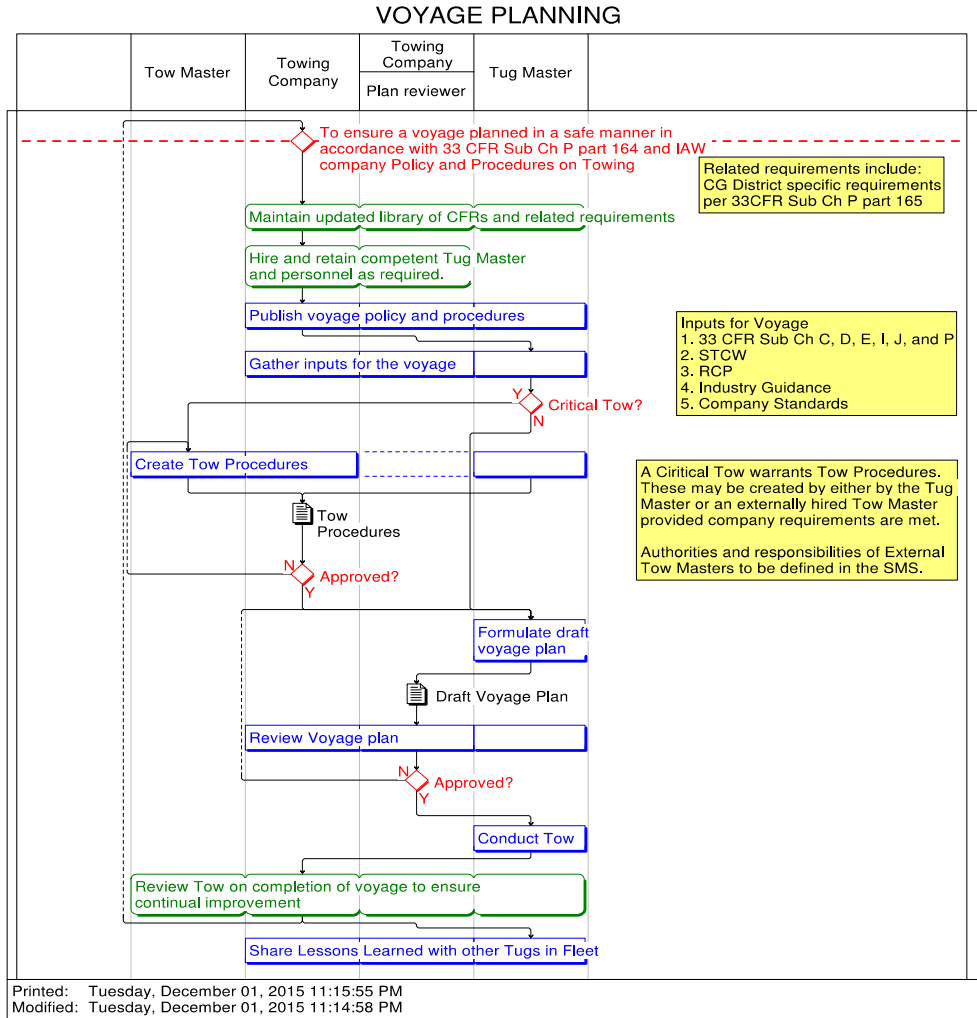 VOYAGE PLANNING
Tow Master
Towing
Company
Towing
Company
Plan reviewer
Tug Master
To ensure a voyage planned in a safe manner in
accordance with 33 CFR Sub Ch P part 164 and IAW
company Policy and Procedures on Towing
Related requirements include:
CG District specific requirements
per 33CFR Sub Ch P part 165
Maintain updated library of CFRs and related requirements
Hire and retain competent Tug Master
and personnel as required.
Publish voyage policy and procedures
Inputs for Voyage
1. 33 CFR Sub Ch C, D, E, I, J, and P
2. STCW
3. RCP
4. Industry Guidance
5. Company Standards
Gather inputs for the voyage
Y
Critical Tow?
N
Create Tow Procedures
A Ciritical Tow warrants Tow Procedures.
These may be created by either by the Tug
Master or an externally hired Tow Master
provided company requirements are met.
Authorities and responsibilities of External
Tow Masters to be defined in the SMS.
Tow
Procedures
N
Approved?
Y
Formulate draft
voyage plan
Draft Voyage Plan
Review Voyage plan
N
Approved?
Y
Conduct Tow
Review Tow on completion of voyage to ensure
continual improvement
Share Lessons Learned with other Tugs in Fleet
Printed: Tuesday, December 01, 2015 11:15:55 PM
Modified: Tuesday, December 01, 2015 11:14:58 PM